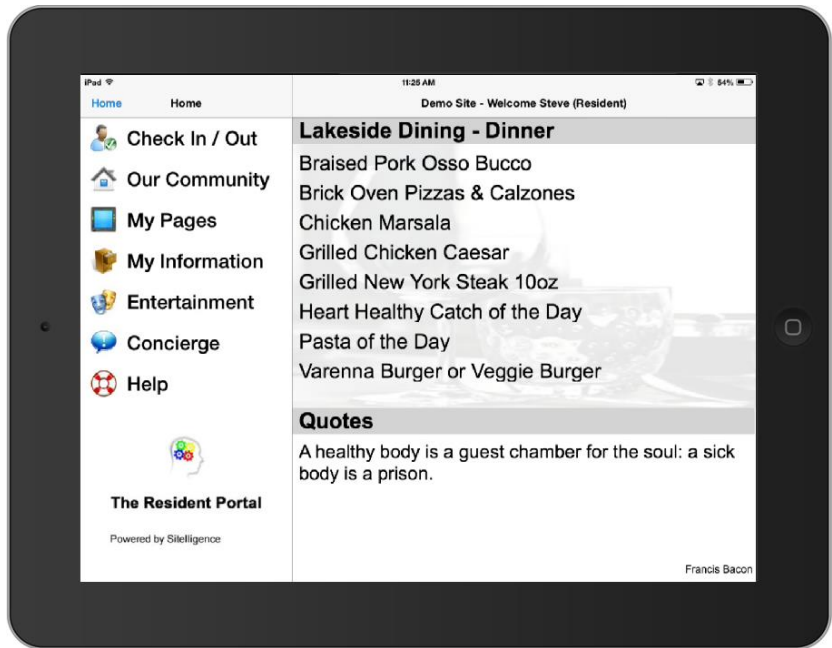 iPad 11:25 AM 54%
Home Home Demo Site - Welcome Steve (Resident)
Check In / Out
Our Community
My Pages
My Information
Entertainment
Concierge
Help
The Resident Portal
Powered by Sitelligence
Lakeside Dining - Dinner
Braised Pork Osso Bucco
Brick Oven Pizzas & Calzones
Chicken Marsala
Grilled Chicken Caesar
Grilled New York Steak 10oz
Heart Healthy Catch of the Day
Pasta of the Day
Varenna Burger or Veggie Burger
Quotes
A healthy body is a guest chamber for the soul: a sick
body is a prison.
Francis Bacon